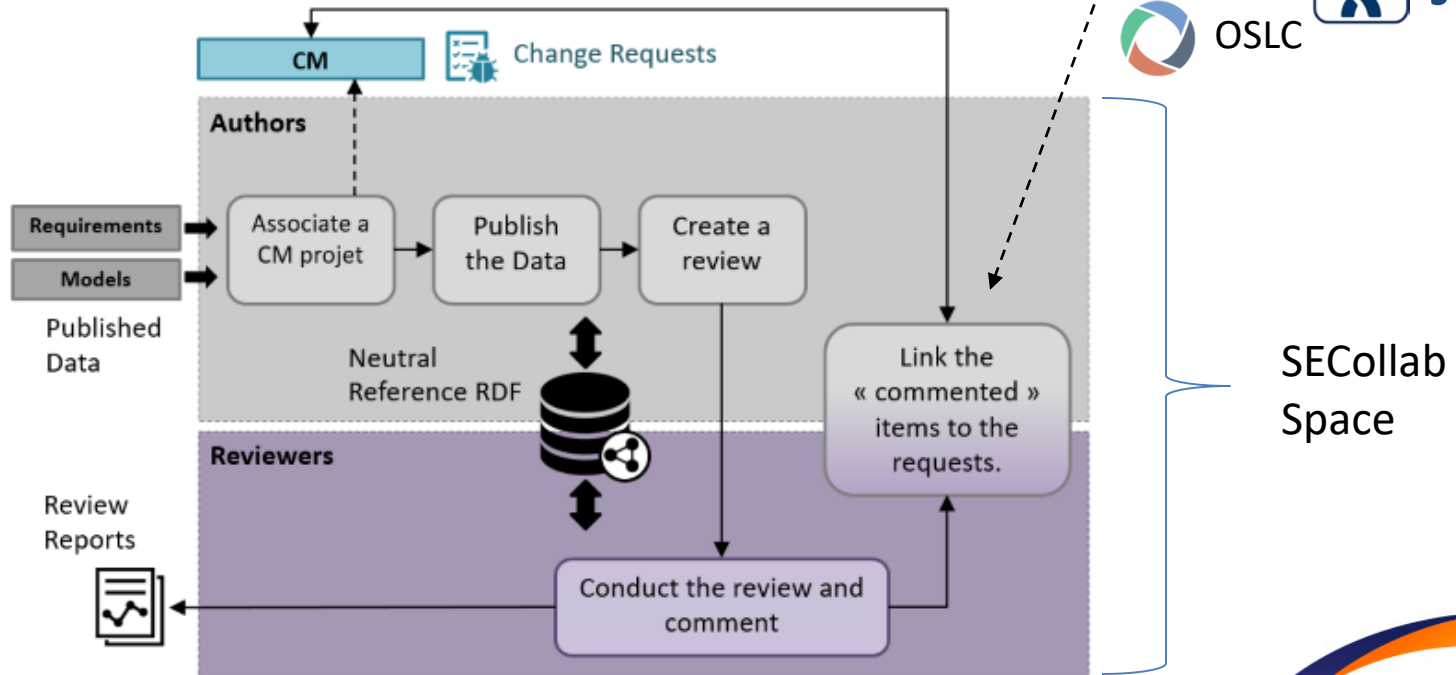 OSLC
CM
Change Requests
Authors
Requirements
Models
Published
Data
Associate a
CM projet
Publish
the Data
Create a
review
Neutral
Reference RDF
Link the
« commented »
items to the
requests.
SECollab
Space
Reviewers
Review
Reports
Conduct the review and
comment